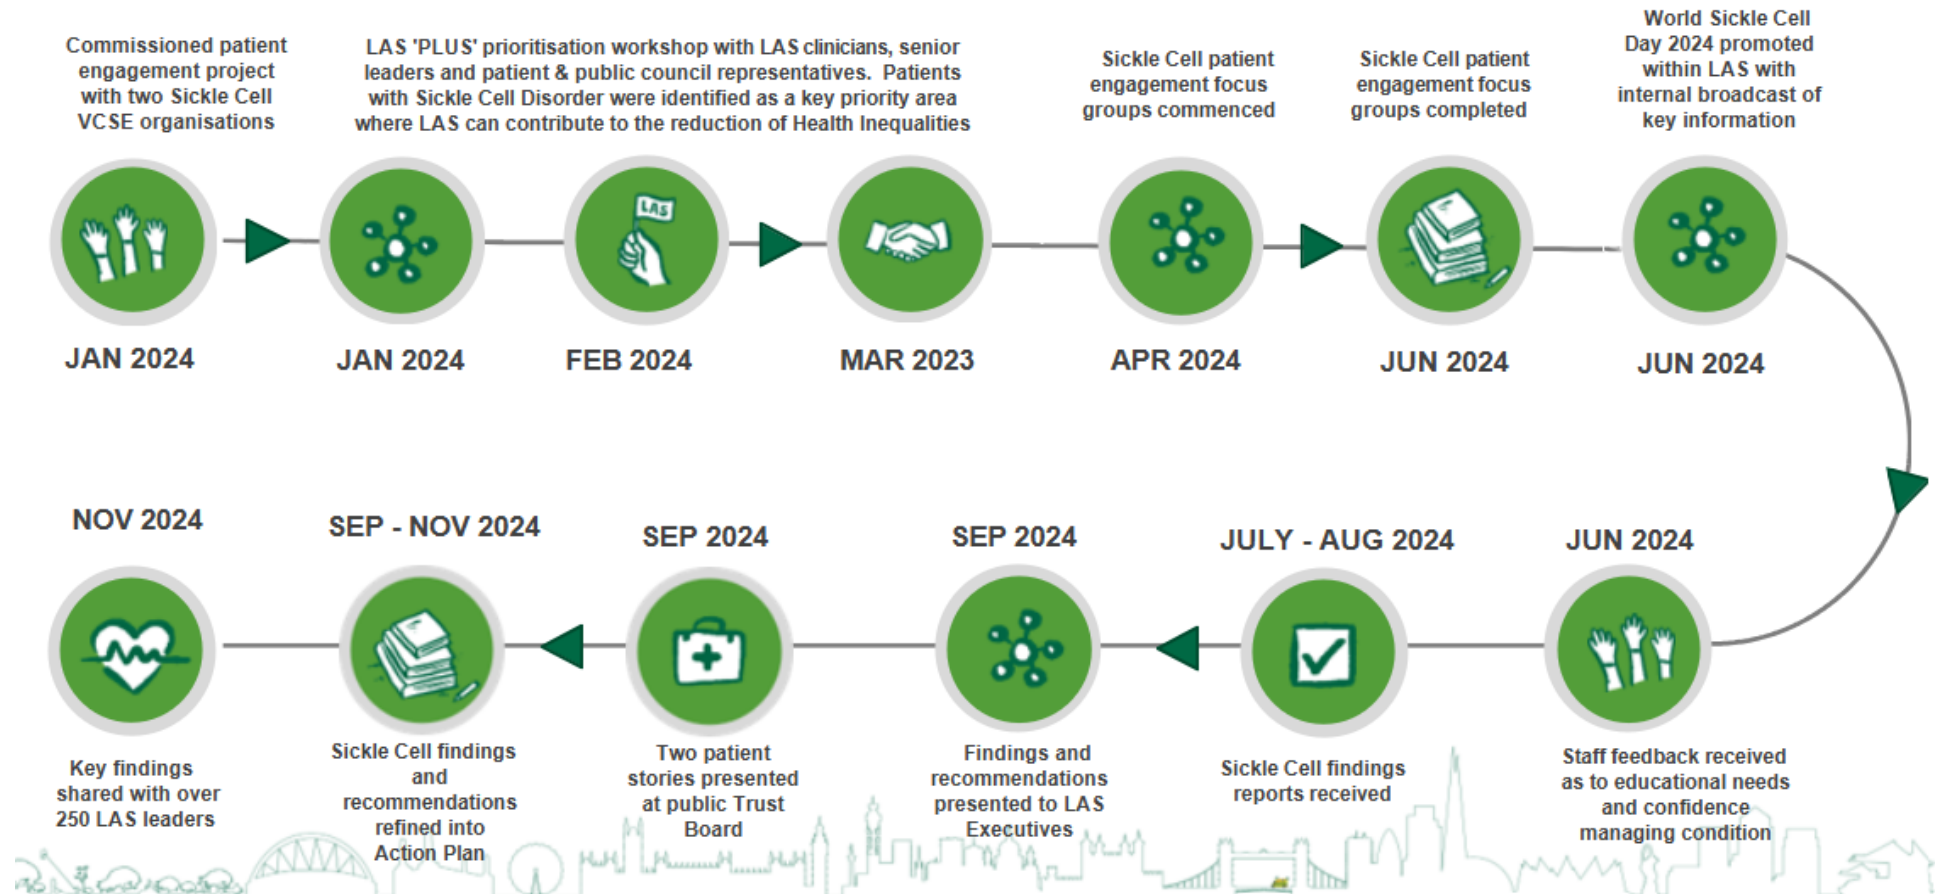 Commissioned patient
engagement project
with two Sickle Cell
VCSE organisations
LAS 'PLUS' prioritisation workshop with LAS clinicians, senior
leaders and patient & public council representatives. Patients
with Sickle Cell Disorder were identified as a key priority area
where LAS can contribute to the reduction of Health Inequalities
Sickle Cell patient
engagement focus
groups commenced
Sickle Cell patient
engagement focus
groups completed
World Sickle Cell
Day 2024 promoted
within LAS with
internal broadcast of
key information
LAS
JAN 2024
JAN 2024
FEB 2024
MAR 2023
APR 2024
JUN 2024
JUN 2024
NOV 2024
SEP - NOV 2024
SEP 2024
SEP 2024
JULY - AUG 2024
JUN 2024
Key findings
shared with over
250 LAS leaders
Sickle Cell findings
and
recommendations
refined into
Action Plan
Two patient
stories presented
at public Trust
Board
Findings and
recommendations
presented to LAS
Executives
Sickle Cell findings
reports received
Staff feedback received
as to educational needs
and confidence
managing condition